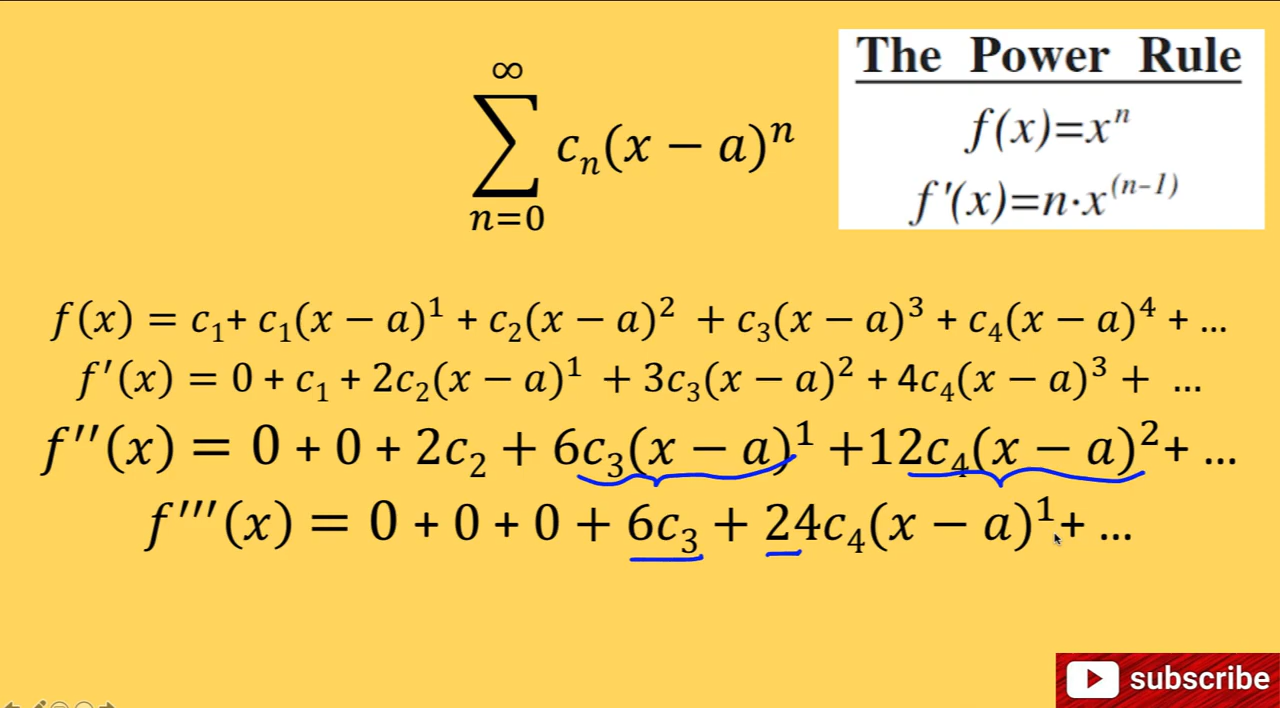 The Power Rule
f(x)=xⁿ
f'(x)=n·x⁽ⁿ⁻¹⁾
∞
∑ cₙ(x − a)ⁿ
n=0
f(x) = c₁+ c₁(x − a)¹ + c₂(x − a)² + c₃(x − a)³ + c₄(x − a)⁴ + ...
f′(x) = 0 + c₁ + 2c₂(x − a)¹ + 3c₃(x − a)² + 4c₄(x − a)³ + ...
f′′(x) = 0 + 0 + 2c₂ + 6c₃(x − a)¹ +12c₄(x − a)²+ ...
f′′′(x) = 0 + 0 + 0 + 6c₃ + 24c₄(x − a)¹+ ...
subscribe